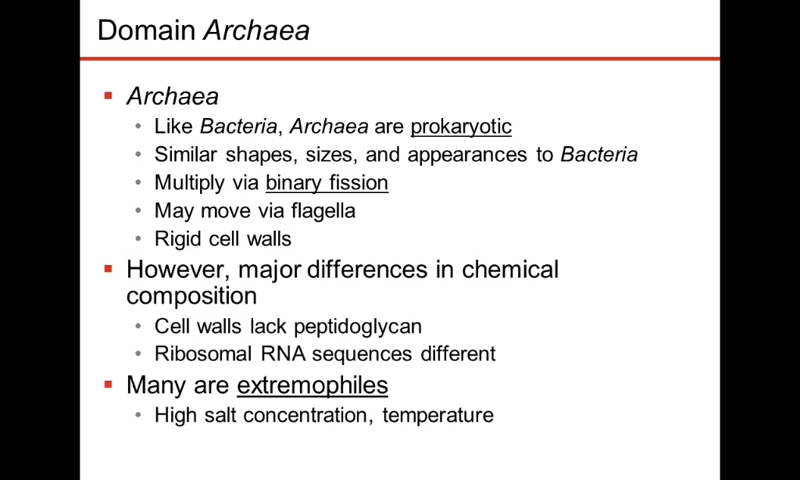 Domain Archaea
Archaea
Like Bacteria, Archaea are prokaryotic
Similar shapes, sizes, and appearances to Bacteria
Multiply via binary fission
May move via flagella
Rigid cell walls
However, major differences in chemical
composition
Cell walls lack peptidoglycan
Ribosomal RNA sequences different
Many are extremophiles
High salt concentration, temperature